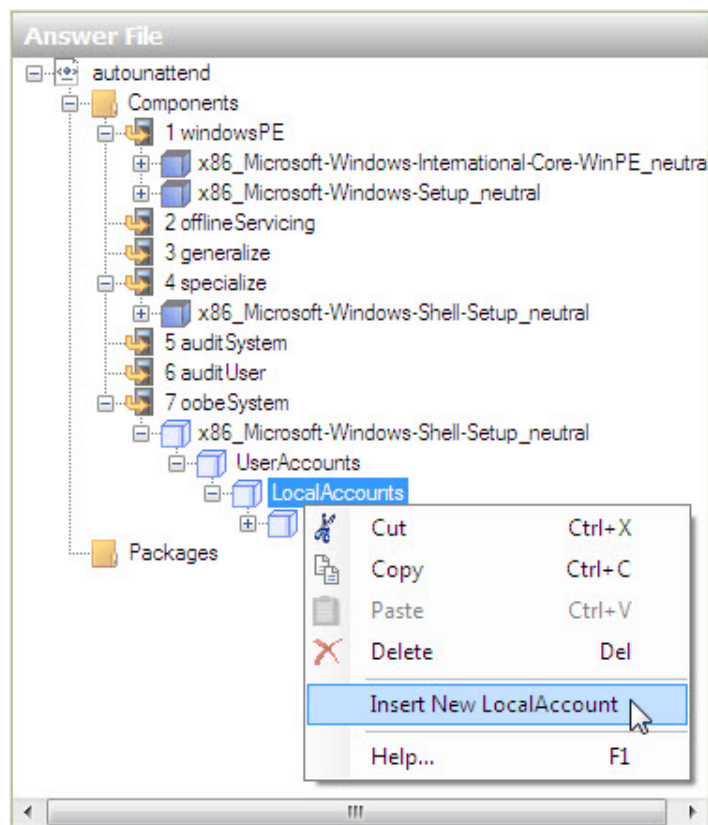 Answer File
autounattend
Components
1 windowsPE
x86_Microsoft-Windows-International-Core-WinPE_neutra
x86_Microsoft-Windows-Setup_neutral
2 offlineServicing
3 generalize
4 specialize
x86_Microsoft-Windows-Shell-Setup_neutral
5 auditSystem
6 auditUser
7 oobeSystem
x86_Microsoft-Windows-Shell-Setup_neutral
UserAccounts
LocalAccounts
Packages
Cut Ctrl+X
Copy Ctrl+C
Paste Ctrl+V
Delete Del
Insert New LocalAccount
Help... F1